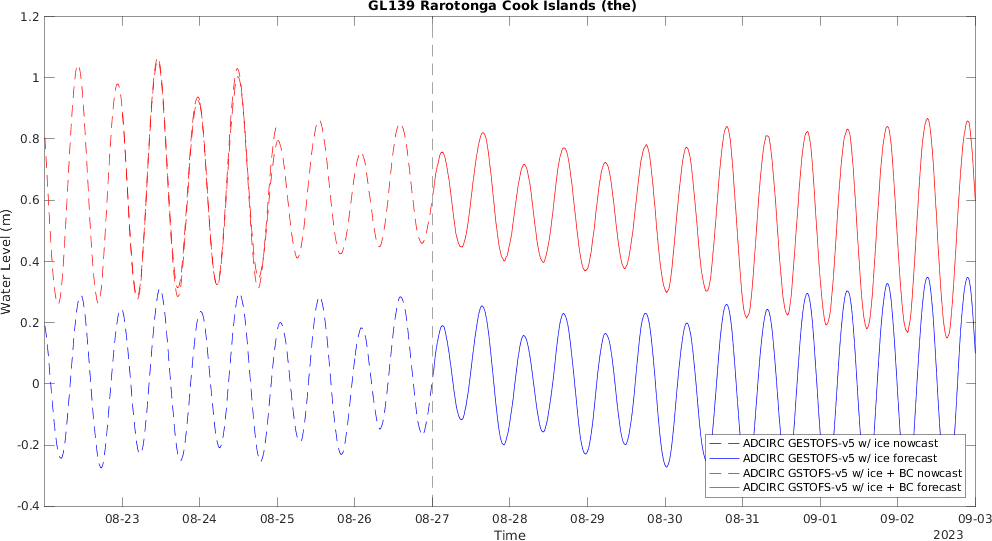 GL139 Rarotonga Cook Islands (the)
1.2
1
0.8
0.6
0.4
0.2
0
-0.2
-0.4
Water Level (m)
ADCIRC GESTOFS-v5 w/ ice nowcast
ADCIRC GESTOFS-v5 w/ ice forecast
ADCIRC GSTOFS-v5 w/ ice + BC nowcast
ADCIRC GSTOFS-v5 w/ ice + BC forecast
08-23 08-24 08-25 08-26 08-27 08-28 08-29 08-30 08-31 09-01 09-02 09-03
Time
2023